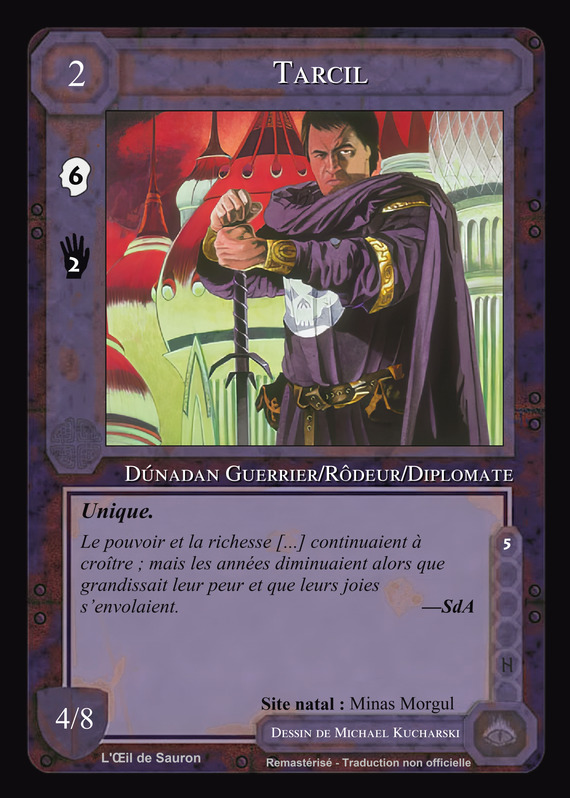 2
TARCIL
6
2
DÚNADAN GUERRIER/RÔDEUR/DIPLOMATE
Unique.
Le pouvoir et la richesse [...] continuaient à
croître ; mais les années diminuaient alors que
grandissait leur peur et que leurs joies
s'envolaient.
—SdA
5
Site natal : Minas Morgul
4/8
DESSIN DE MICHAEL KUCHARSKI
L'Œil de Sauron
Remastérisé - Traduction non officielle